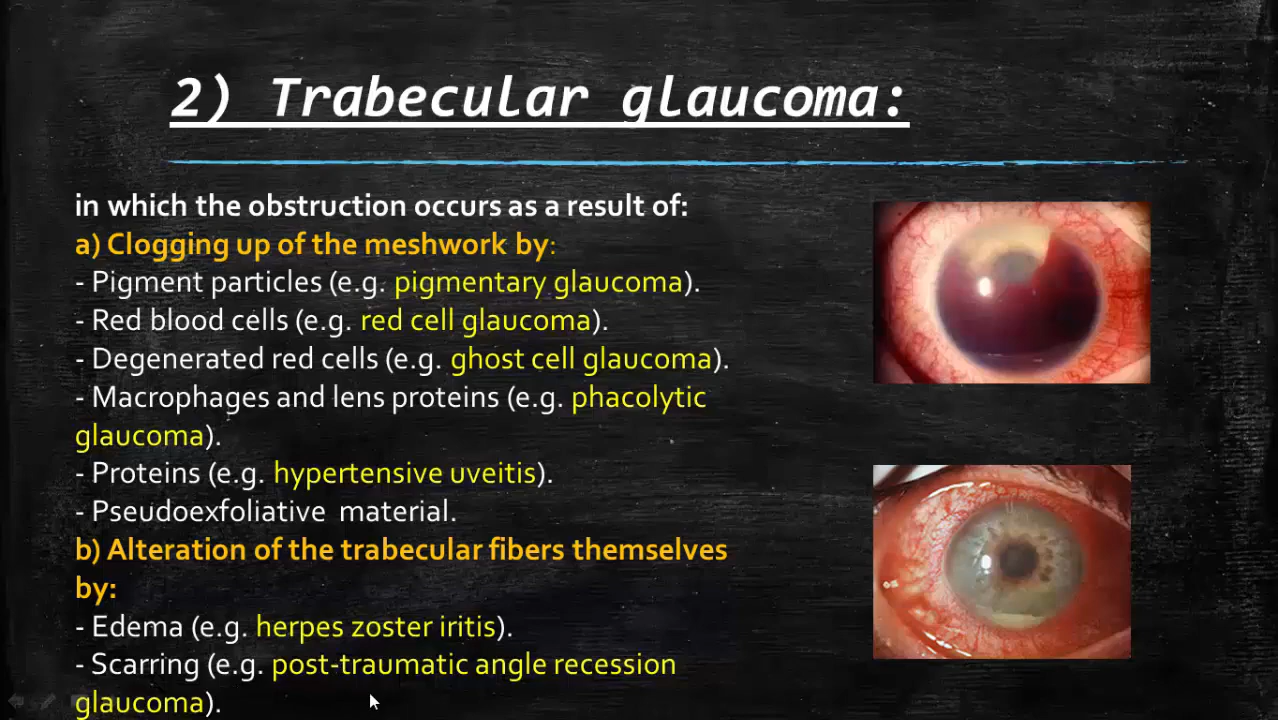 2) Trabecular glaucoma:
in which the obstruction occurs as a result of:
a) Clogging up of the meshwork by:
- Pigment particles (e.g. pigmentary glaucoma).
- Red blood cells (e.g. red cell glaucoma).
- Degenerated red cells (e.g. ghost cell glaucoma).
- Macrophages and lens proteins (e.g. phacolytic
glaucoma).
- Proteins (e.g. hypertensive uveitis).
- Pseudoexfoliative  material.
b) Alteration of the trabecular fibers themselves
by:
- Edema (e.g. herpes zoster iritis).
- Scarring (e.g. post-traumatic angle recession
glaucoma).